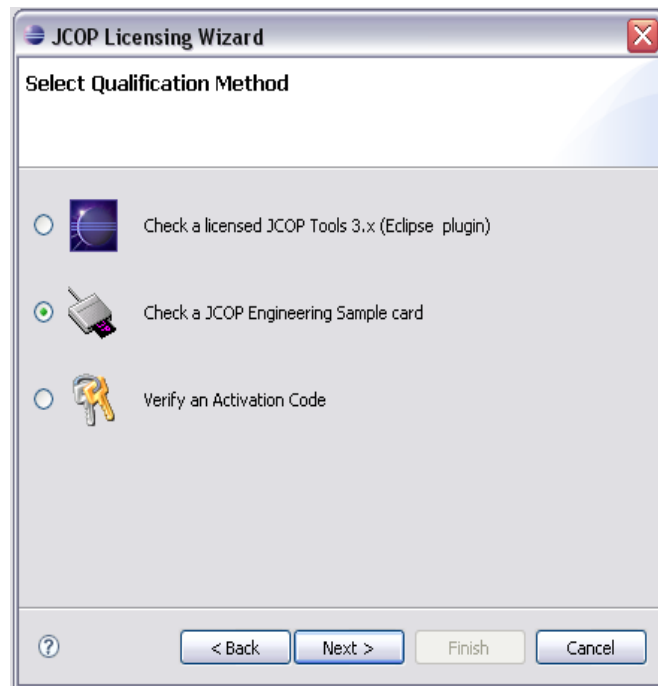 JCOP Licensing Wizard
Select Qualification Method
Check a licensed JCOP Tools 3.x (Eclipse plugin)
Check a JCOP Engineering Sample card
Verify an Activation Code
< Back
Next >
Finish
Cancel